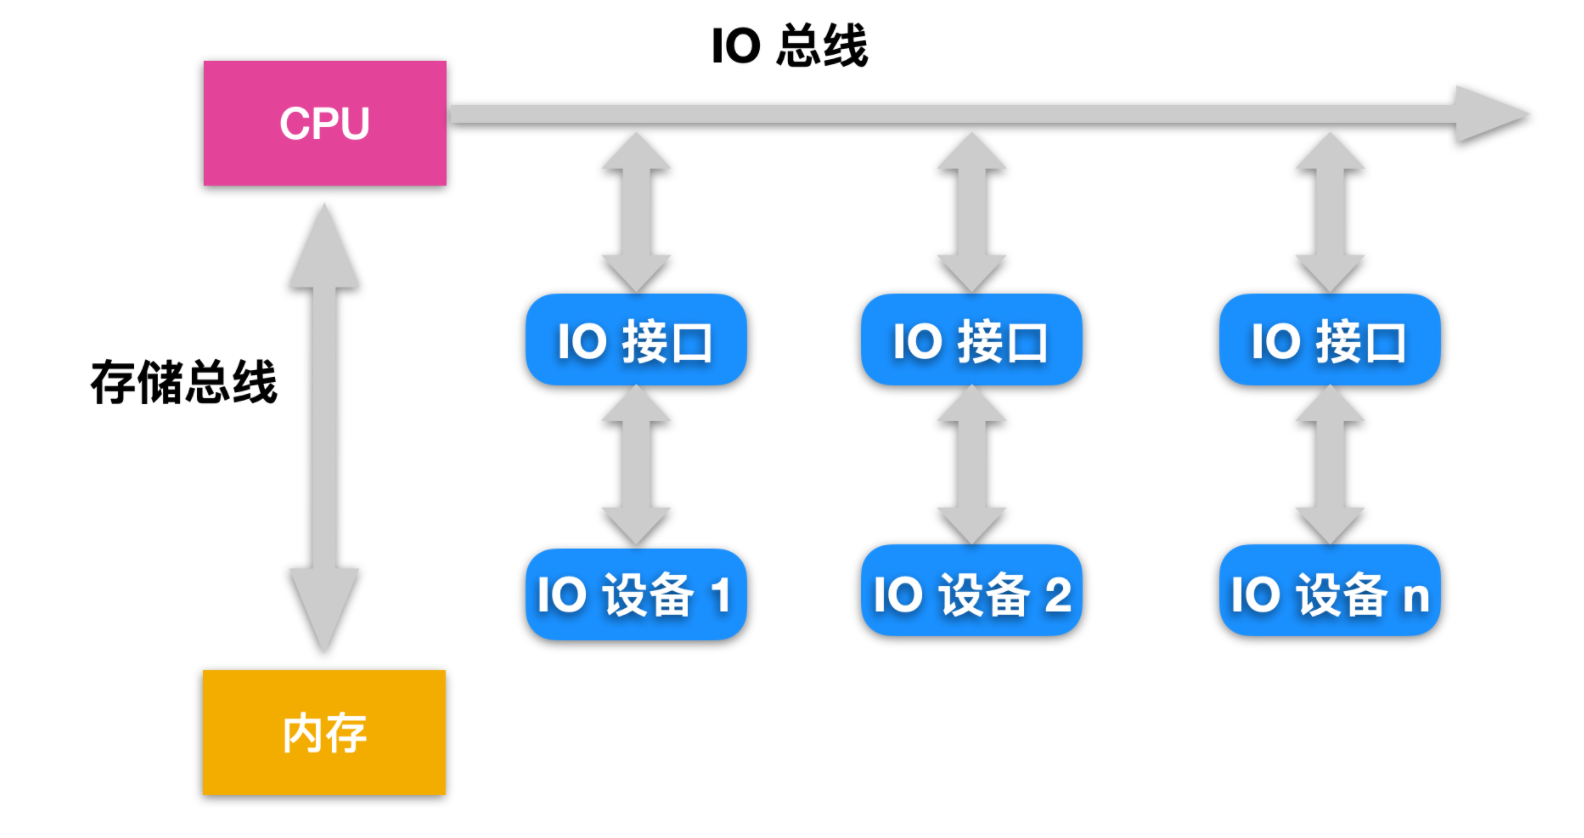 IO 总线
CPU
存储总线
IO 接口
IO 接口
IO 接口
IO 设备 1
IO 设备 2
IO 设备 n
内存